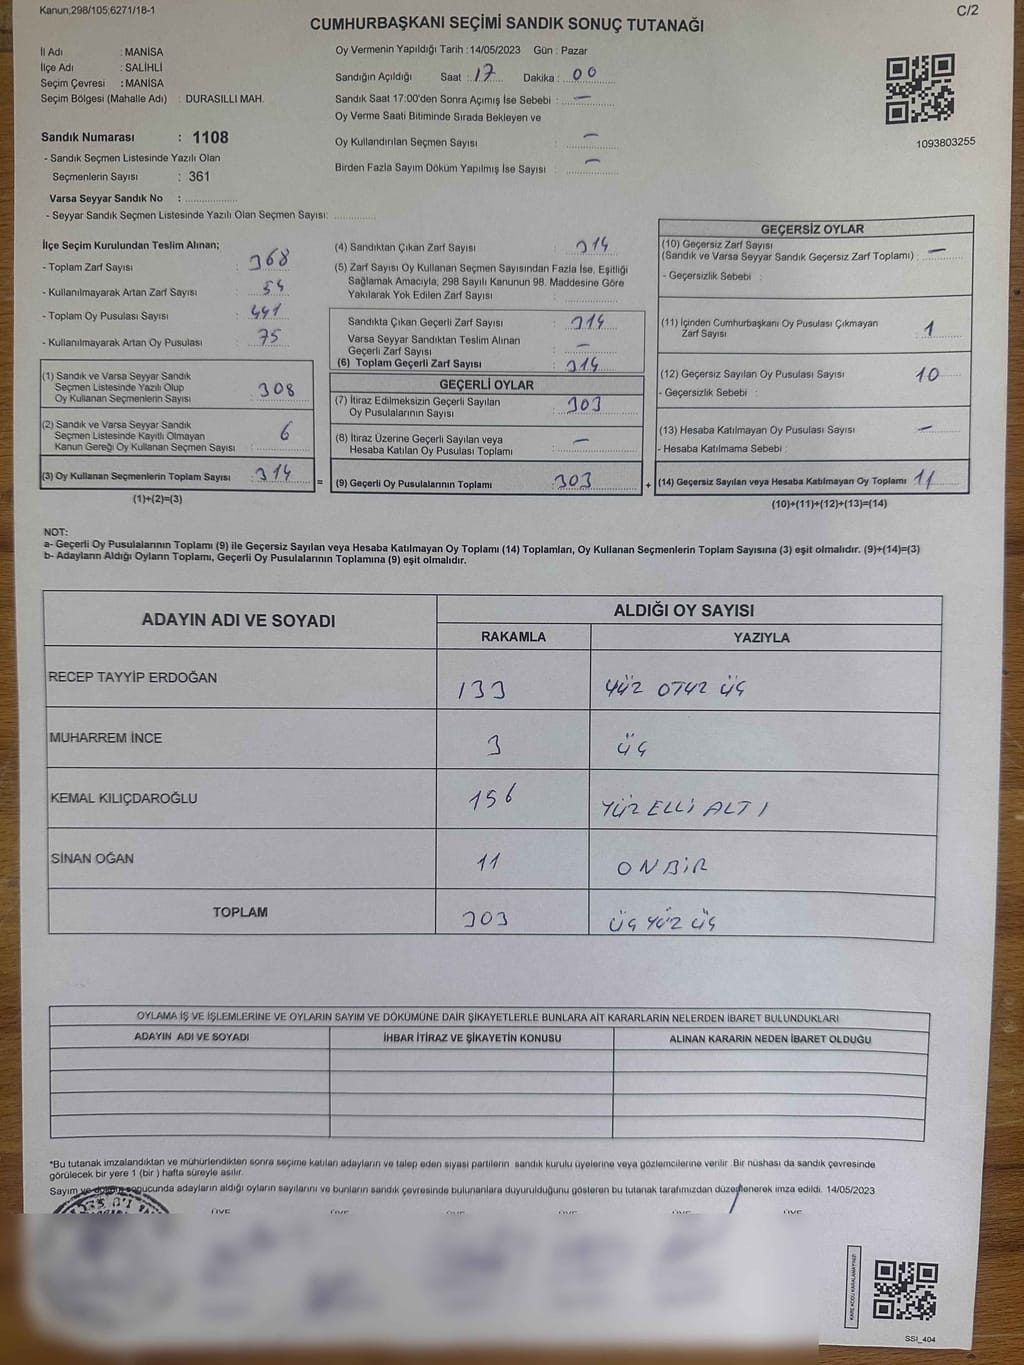 Kanun;298/105;6271/18-1
C/2
CUMHURBAŞKANI SEÇİMİ SANDIK SONUÇ TUTANAĞI
İl Adı : MANİSA
İlçe Adı : SALİHLİ
Seçim Çevresi : MANİSA
Seçim Bölgesi (Mahalle Adı) : DURASILLI MAH.
Oy Vermenin Yapıldığı Tarih :14/05/2023 Gün : Pazar
Sandığın Açıldığı Saat : 17 Dakika : 00
Sandık Saat 17:00'den Sonra Açımış İse Sebebi : —
Oy Verme Saati Bitiminde Sırada Bekleyen ve
Oy Kullandırılan Seçmen Sayısı : —
Birden Fazla Sayım Döküm Yapılmış İse Sayısı : —
1093803255
Sandık Numarası : 1108
- Sandık Seçmen Listesinde Yazılı Olan
Seçmenlerin Sayısı : 361
Varsa Seyyar Sandık No :
- Seyyar Sandık Seçmen Listesinde Yazılı Olan Seçmen Sayısı:
İlçe Seçim Kurulundan Teslim Alınan;
- Toplam Zarf Sayısı : 368
- Kullanılmayarak Artan Zarf Sayısı : 54
- Toplam Oy Pusulası Sayısı : 441
- Kullanılmayarak Artan Oy Pusulası : 75
(1) Sandık ve Varsa Seyyar Sandık
Seçmen Listesinde Yazılı Olup
Oy Kullanan Seçmenlerin Sayısı : 308
(2) Sandık ve Varsa Seyyar Sandık
Seçmen Listesinde Kayıtlı Olmayan
Kanun Gereği Oy Kullanan Seçmen Sayısı : 6
(3) Oy Kullanan Seçmenlerin Toplam Sayısı : 314
(1)+(2)=(3)
(4) Sandıktan Çıkan Zarf Sayısı : 314
(5) Zarf Sayısı Oy Kullanan Seçmen Sayısından Fazla İse, Eşitliği
Sağlamak Amacıyla, 298 Sayılı Kanunun 98. Maddesine Göre
Yakılarak Yok Edilen Zarf Sayısı :
Sandıkta Çıkan Geçerli Zarf Sayısı : 314
Varsa Seyyar Sandıktan Teslim Alınan
Geçerli Zarf Sayısı : —
(6) Toplam Geçerli Zarf Sayısı : 314
GEÇERLİ OYLAR
(7) İtiraz Edilmeksizin Geçerli Sayılan
Oy Pusulalarının Sayısı : 303
(8) İtiraz Üzerine Geçerli Sayılan veya
Hesaba Katılan Oy Pusulası Toplamı : —
= (9) Geçerli Oy Pusulalarının Toplamı : 303
GEÇERSİZ OYLAR
(10) Geçersiz Zarf Sayısı
(Sandık ve Varsa Seyyar Sandık Geçersiz Zarf Toplamı) : —
- Geçersizlik Sebebi :
(11) İçinden Cumhurbaşkanı Oy Pusulası Çıkmayan
Zarf Sayısı : 1
(12) Geçersiz Sayılan Oy Pusulası Sayısı : 10
- Geçersizlik Sebebi :
(13) Hesaba Katılmayan Oy Pusulası Sayısı : —
- Hesaba Katılmama Sebebi :
+ (14) Geçersiz Sayılan veya Hesaba Katılmayan Oy Toplamı : 11
(10)+(11)+(12)+(13)=(14)
NOT:
a- Geçerli Oy Pusulalarının Toplamı (9) ile Geçersiz Sayılan veya Hesaba Katılmayan Oy Toplamı (14) Toplamları, Oy Kullanan Seçmenlerin Toplam Sayısına (3) eşit olmalıdır. (9)+(14)=(3)
b- Adayların Aldığı Oyların Toplamı, Geçerli Oy Pusulalarının Toplamına (9) eşit olmalıdır.
ADAYIN ADI VE SOYADI
ALDIĞI OY SAYISI
RAKAMLA YAZIYLA
RECEP TAYYİP ERDOĞAN 133 YÜZ OTUZ ÜÇ
MUHARREM İNCE 3 ÜÇ
KEMAL KILIÇDAROĞLU 156 YÜZ ELLİ ALTI
SİNAN OĞAN 11 ONBİR
TOPLAM 303 ÜÇ YÜZ ÜÇ
OYLAMA İŞ VE İŞLEMLERİNE VE OYLARIN SAYIM VE DÖKÜMÜNE DAİR ŞİKAYETLERLE BUNLARA AİT KARARLARIN NELERDEN İBARET BULUNDUKLARI
ADAYIN ADI VE SOYADI İHBAR İTİRAZ VE ŞİKAYETİN KONUSU ALINAN KARARIN NEDEN İBARET OLDUĞU
*Bu tutanak imzalandıktan ve mühürlendikten sonra seçime katılan adayların ve talep eden siyasi partilerin sandık kurulu üyelerine veya gözlemcilerine verilir .Bir nüshası da sandık çevresinde
görülecek bir yere 1 (bir ) hafta süreyle asılır.
Sayım ve döküm sonucunda adayların aldığı oyların sayılarını ve bunların sandık çevresinde bulunanlara duyurulduğunu gösteren bu tutanak tarafımızdan düzenlenerek imza edildi. 14/05/2023
ÜYE ÜYE ÜYE ÜYE ÜYE ÜYE
SSI_404